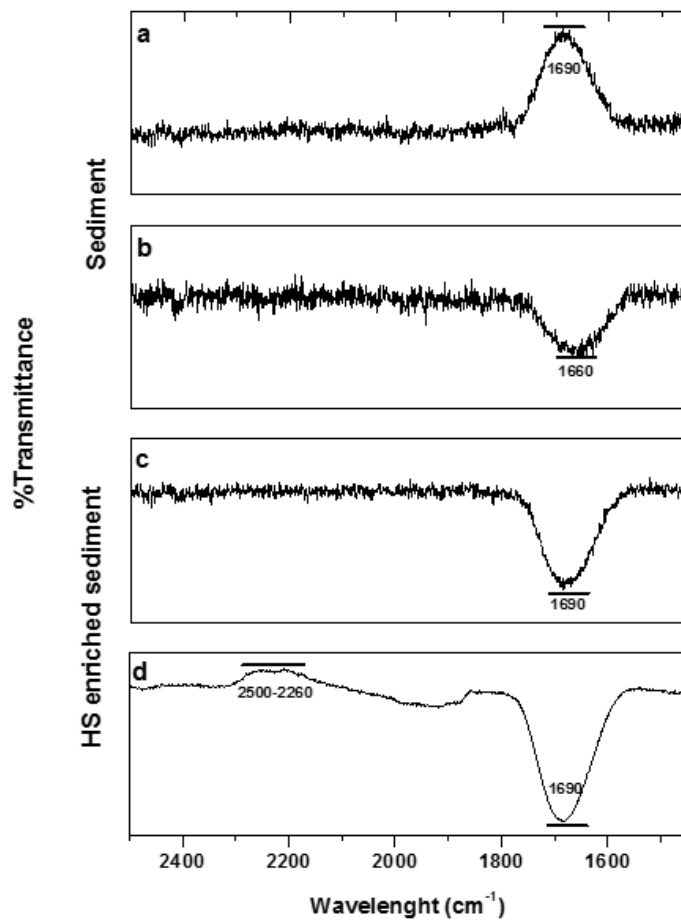 a
1690
b
1660
c
1690
d
2500-2260
1690
Sediment
HS enriched sediment
%Transmittance
2400
2200
2000
1800
1600
Wavelenght (cm⁻¹)